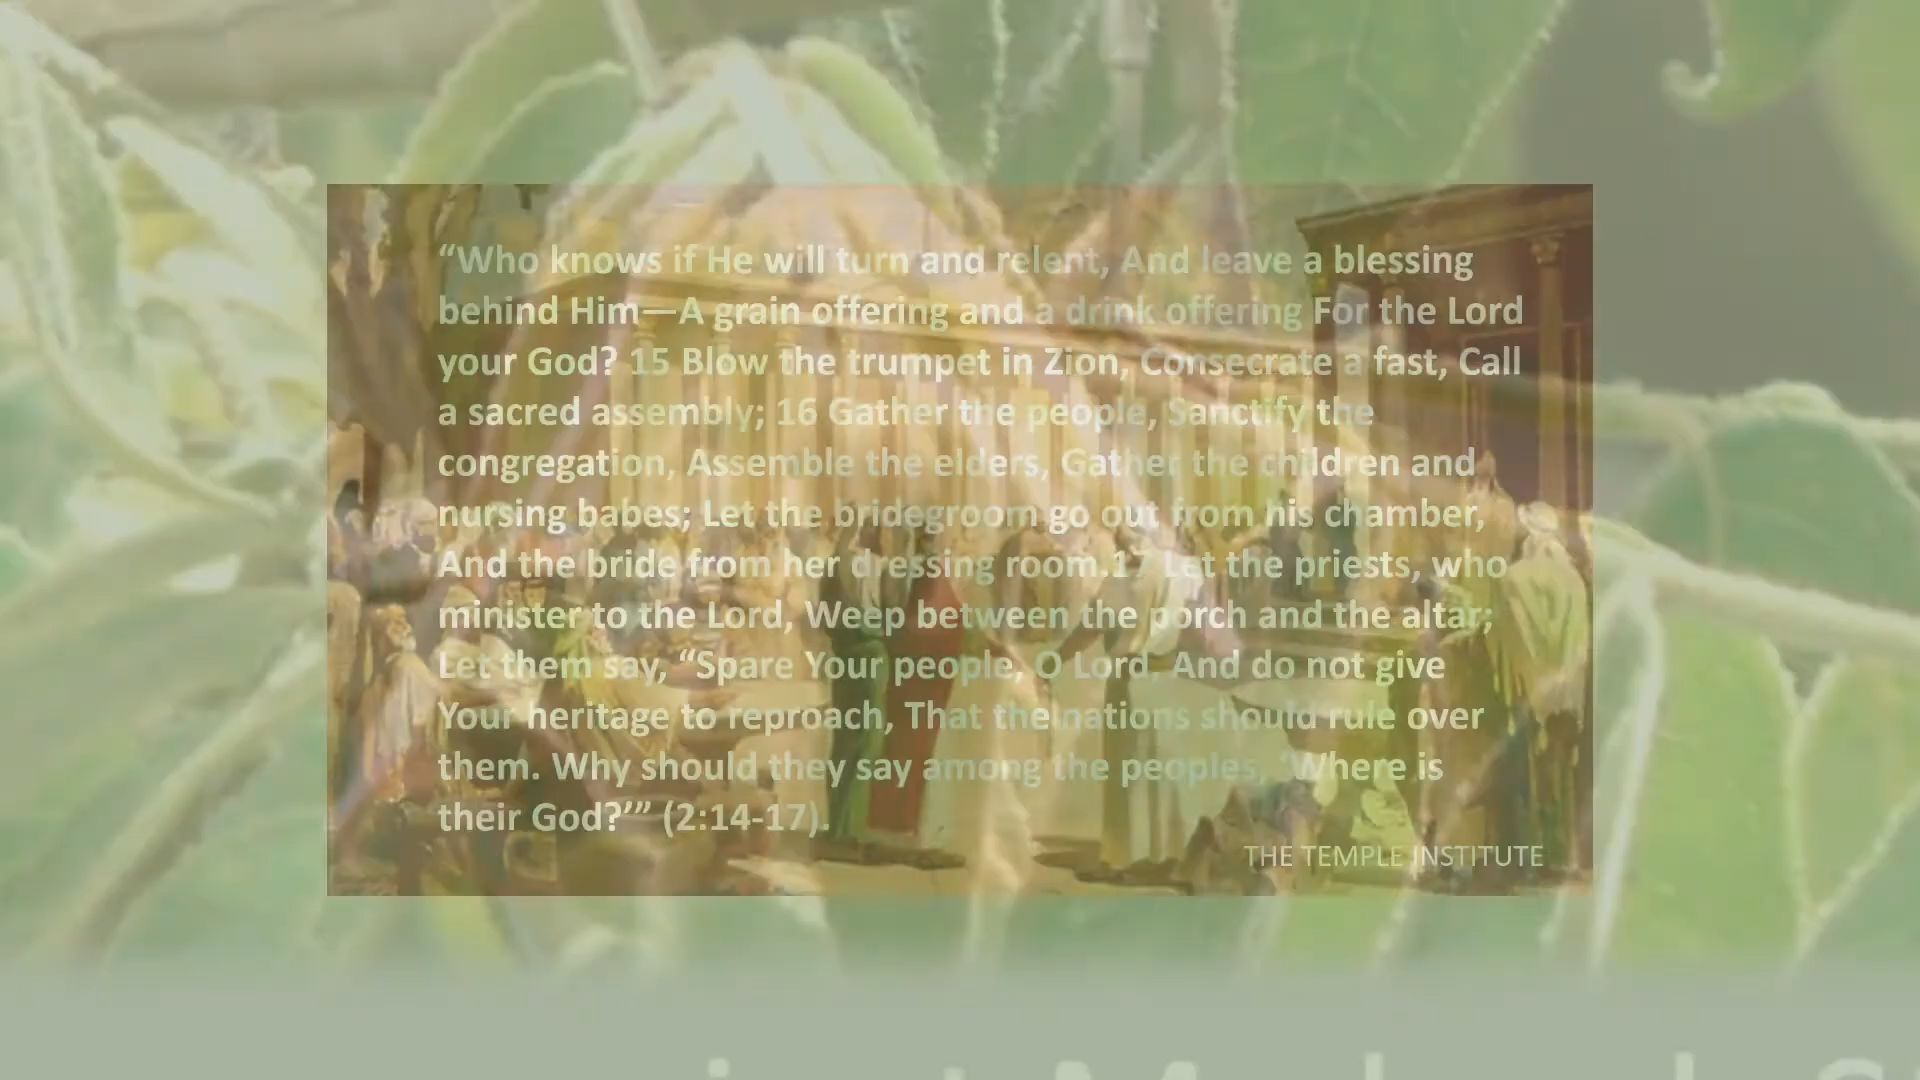 “Who knows if He will turn and relent, And leave a blessing
behind Him—A grain offering and a drink offering For the Lord
your God? 15 Blow the trumpet in Zion, Consecrate a fast, Call
a sacred assembly; 16 Gather the people, Sanctify the
congregation, Assemble the elders, Gather the children and
nursing babes; Let the bridegroom go out from his chamber,
And the bride from her dressing room.17 Let the priests, who
minister to the Lord, Weep between the porch and the altar;
Let them say, “Spare Your people, O Lord, And do not give
Your heritage to reproach, That the nations should rule over
them. Why should they say among the peoples, ‘Where is
their God?’” (2:14-17).
THE TEMPLE INSTITUTE